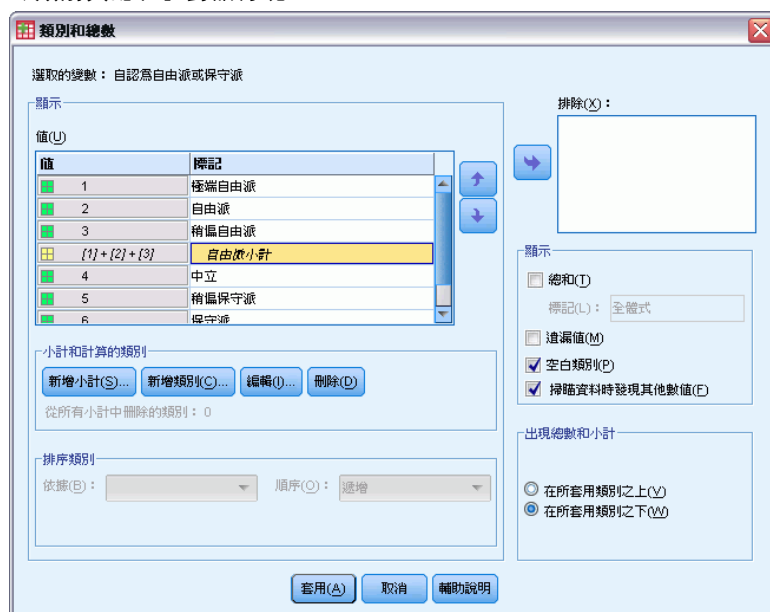 類別和總數
選取的變數：自認為自由派或保守派
顯示
值(U)
值 標記
1 極端自由派
2 自由派
3 稍偏自由派
[1]+[2]+[3] 自由派小計
4 中立
5 稍偏保守派
6 保守派
小計和計算的類別
新增小計(S)... 新增類別(C)... 編輯(I)... 刪除(D)
從所有小計中刪除的類別：0
排序類別
依據(B)： 順序(O)： 遞增
排除(X)：
顯示
總和(T)
標記(L)： 全體式
遺漏值(M)
空白類別(P)
掃瞄資料時發現其他數值(F)
出現總數和小計
在所套用類別之上(V)
在所套用類別之下(W)
套用(A) 取消 輔助說明